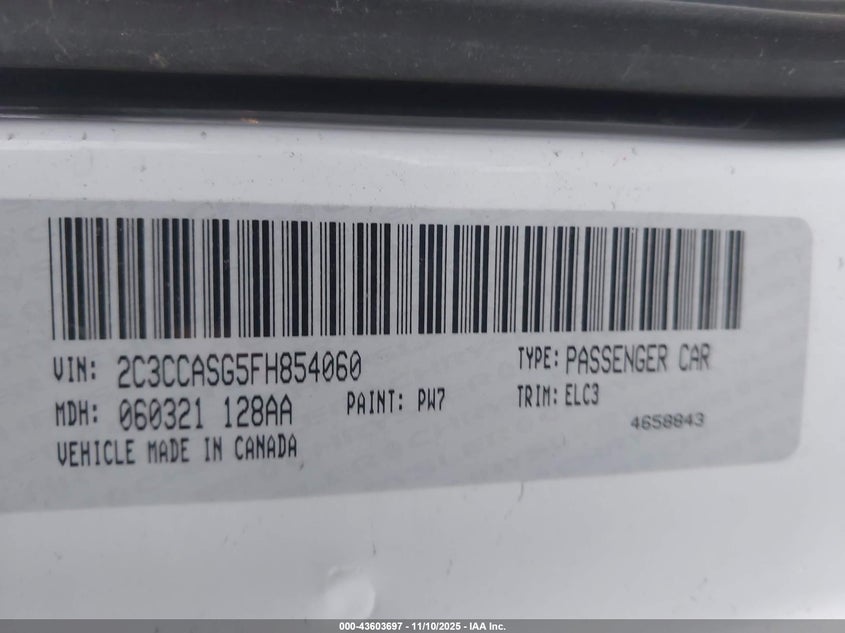 VIN: 2C3CCASG5FH854060 TYPE: PASSENGER CAR
MDH: 060321 128AA PAINT: PW7 TRIM: ELC3
4658843
VEHICLE MADE IN CANADA
000-43603697 - 11/10/2025 - IAA Inc.